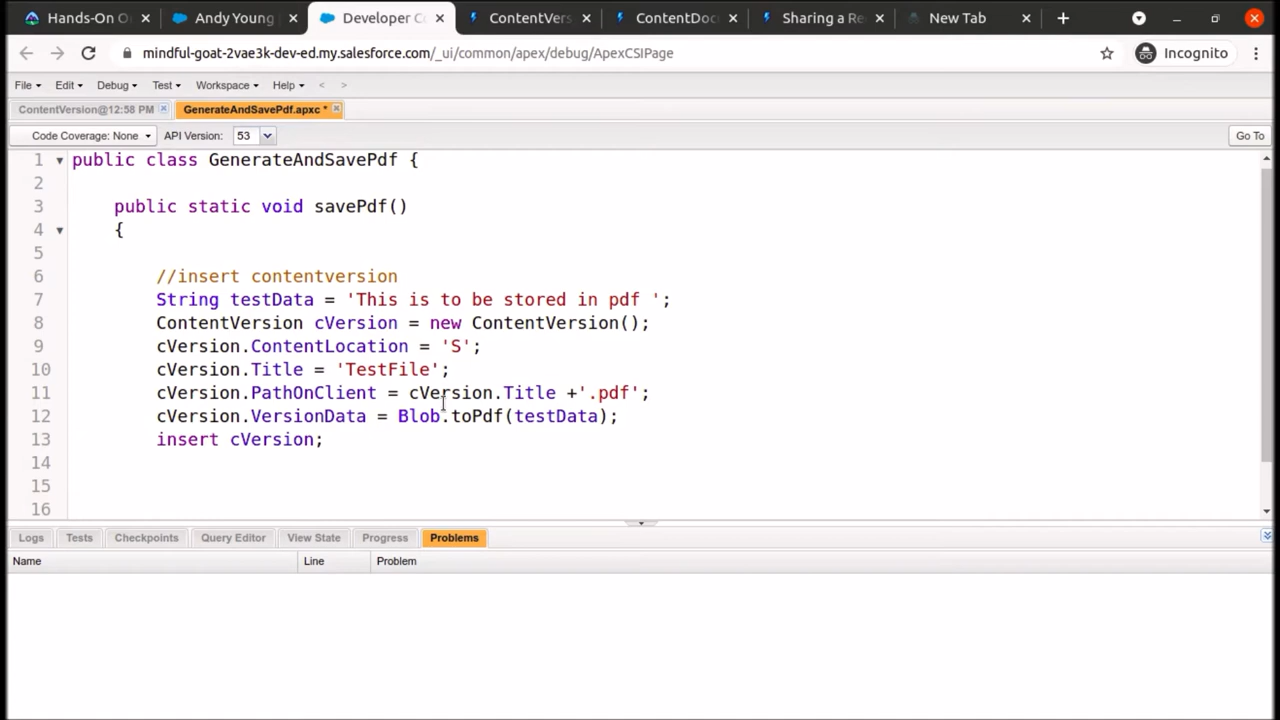 Hands-On O
Andy Young
Developer C
ContentVers
ContentDoc
Sharing a Re
New Tab
mindful-goat-2vae3k-dev-ed.my.salesforce.com/_ui/common/apex/debug/ApexCSIPage
Incognito
File Edit Debug Test Workspace Help < >
ContentVersion@12:58 PM
GenerateAndSavePdf.apxc *
Code Coverage: None API Version: 53 Go To
1 public class GenerateAndSavePdf {
2
3 public static void savePdf()
4 {
5
6 //insert contentversion
7 String testData = 'This is to be stored in pdf ';
8 ContentVersion cVersion = new ContentVersion();
9 cVersion.ContentLocation = 'S';
10 cVersion.Title = 'TestFile';
11 cVersion.PathOnClient = cVersion.Title +'.pdf';
12 cVersion.VersionData = Blob.toPdf(testData);
13 insert cVersion;
14
15
16
Logs Tests Checkpoints Query Editor View State Progress Problems
Name Line Problem